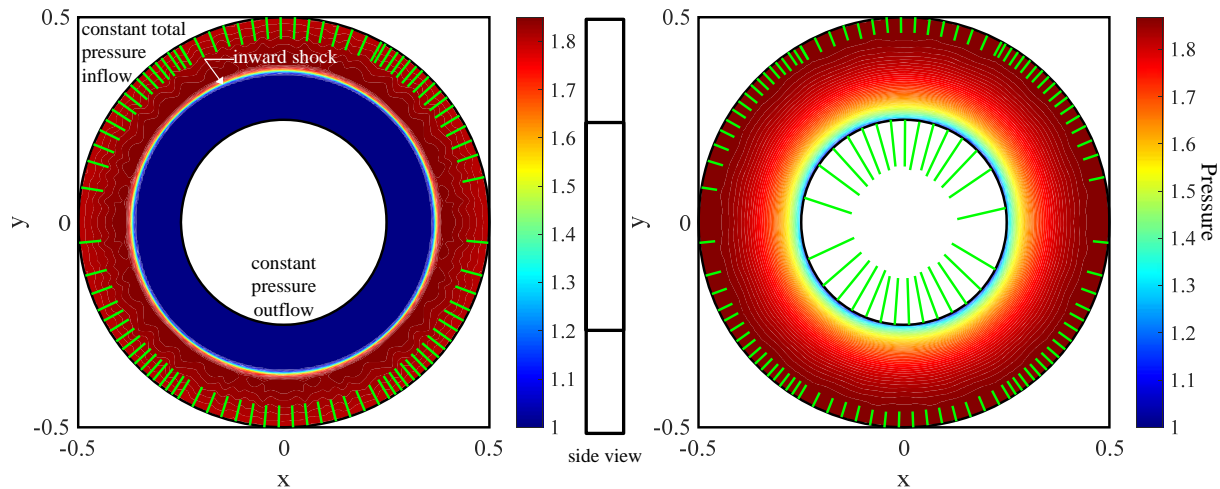 0.5
0
-0.5
y
-0.5
0
0.5
x
constant total
pressure
inflow
inward shock
constant
pressure
outflow
1.8
1.7
1.6
1.5
1.4
1.3
1.2
1.1
1
side view
0.5
0
-0.5
y
-0.5
0
0.5
x
1.8
1.7
1.6
1.5
1.4
1.3
1.2
1.1
1
Pressure